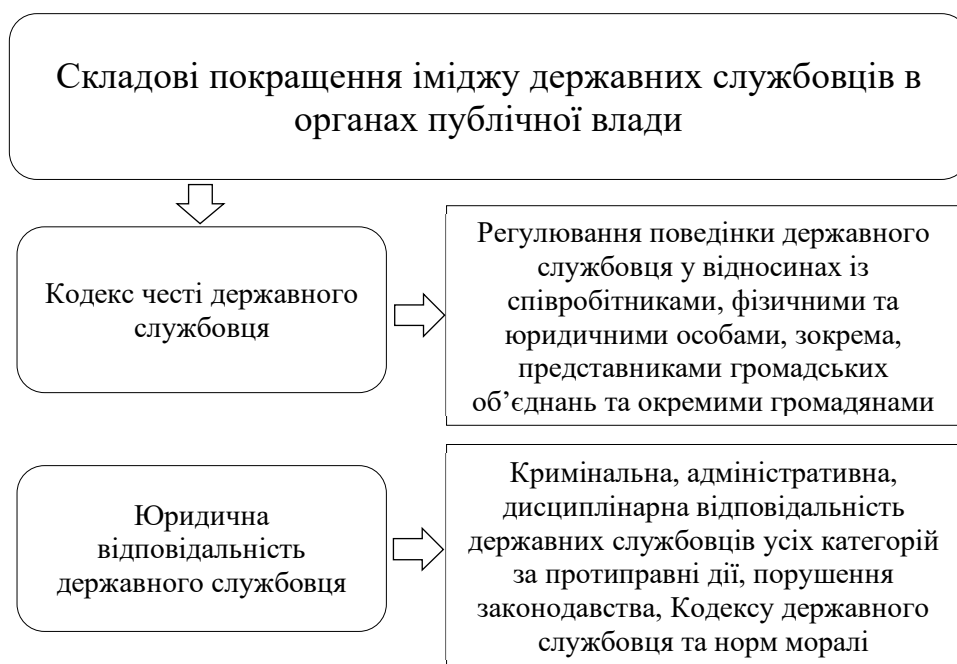 Складові покращення іміджу державних службовців в
органах публічної влади
Кодекс честі державного
службовця
Регулювання поведінки державного
службовця у відносинах із
співробітниками, фізичними та
юридичними особами, зокрема,
представниками громадських
об’єднань та окремими громадянами
Юридична
відповідальність
державного службовця
Кримінальна, адміністративна,
дисциплінарна відповідальність
державних службовців усіх категорій
за протиправні дії, порушення
законодавства, Кодексу державного
службовця та норм моралі